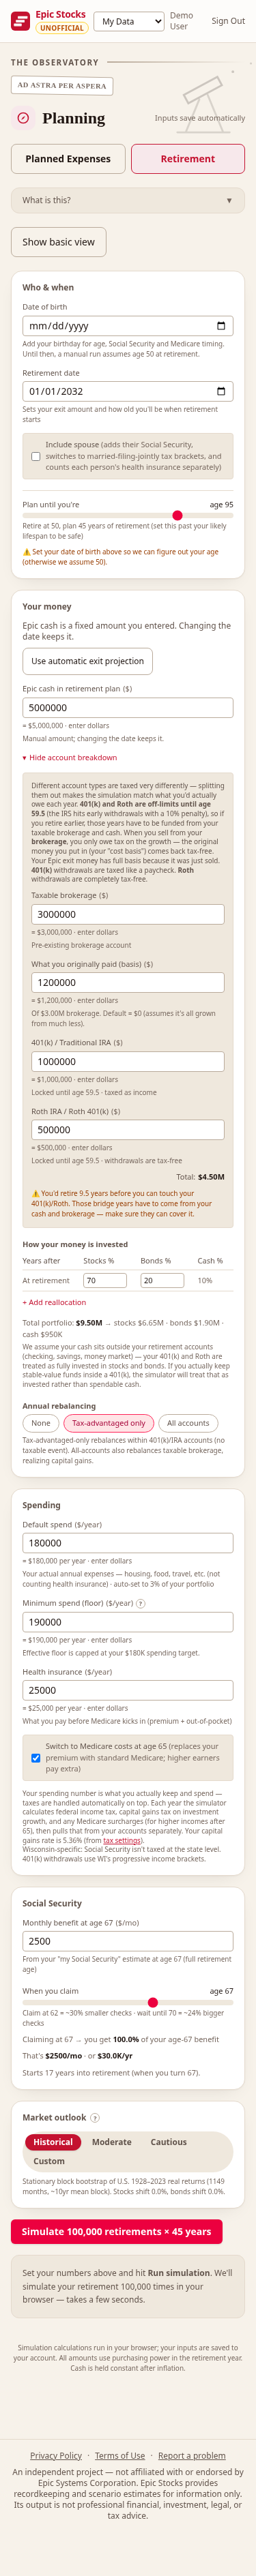 Epic Stocks
UNOFFICIAL
My Data
Demo
User
Sign Out
THE OBSERVATORY
AD ASTRA PER ASPERA
Planning
Inputs save automatically
Planned Expenses
Retirement
What is this?
▼
Show basic view
Who & when
Date of birth
mm/dd/yyyy
Add your birthday for age, Social Security and Medicare timing.
Until then, a manual run assumes age 50 at retirement.
Retirement date
01/01/2032
Sets your exit amount and how old you'll be when retirement
starts
Include spouse (adds their Social Security,
switches to married-filing-jointly tax brackets, and
counts each person's health insurance separately)
Plan until you're
age 95
Retire at 50, plan 45 years of retirement (set this past your likely
lifespan to be safe)
⚠️ Set your date of birth above so we can figure out your age
(otherwise we assume 50).
Your money
Epic cash is a fixed amount you entered. Changing the
date keeps it.
Use automatic exit projection
Epic cash in retirement plan ($)
5000000
= $5,000,000 · enter dollars
Manual amount; changing the date keeps it.
▾ Hide account breakdown
Different account types are taxed very differently — splitting
them out makes the simulation match what you'd actually
owe each year. 401(k) and Roth are off-limits until age
59.5 (the IRS hits early withdrawals with a 10% penalty), so if
you retire earlier, those years have to be funded from your
taxable brokerage and cash. When you sell from your
brokerage, you only owe tax on the growth — the original
money you put in (your "cost basis") comes back tax-free.
Your Epic exit money has full basis because it was just sold.
401(k) withdrawals are taxed like a paycheck. Roth
withdrawals are completely tax-free.
Taxable brokerage ($)
3000000
= $3,000,000 · enter dollars
Pre-existing brokerage account
What you originally paid (basis) ($)
1200000
= $1,200,000 · enter dollars
Of $3.00M brokerage. Default = $0 (assumes it's all grown
from much less).
401(k) / Traditional IRA ($)
1000000
= $1,000,000 · enter dollars
Locked until age 59.5 · taxed as income
Roth IRA / Roth 401(k) ($)
500000
= $500,000 · enter dollars
Locked until age 59.5 · withdrawals are tax-free
Total: $4.50M
⚠️ You'd retire 9.5 years before you can touch your
401(k)/Roth. Those bridge years have to come from your
cash and brokerage — make sure they can cover it.
How your money is invested
Years after
Stocks %
Bonds %
Cash %
At retirement
70
20
10%
+ Add reallocation
Total portfolio: $9.50M → stocks $6.65M · bonds $1.90M ·
cash $950K
We assume your cash sits outside your retirement accounts
(checking, savings, money market) — your 401(k) and Roth are
treated as fully invested in stocks and bonds. If you actually keep
stable-value funds inside a 401(k), the simulator will treat that as
invested rather than spendable cash.
Annual rebalancing
None
Tax-advantaged only
All accounts
Tax-advantaged-only rebalances within 401(k)/IRA accounts (no
taxable event). All-accounts also rebalances taxable brokerage,
realizing capital gains.
Spending
Default spend ($/year)
180000
= $180,000 per year · enter dollars
Your actual annual expenses — housing, food, travel, etc. (not
counting health insurance) · auto-set to 3% of your portfolio
Minimum spend (floor) ($/year) ?
190000
= $190,000 per year · enter dollars
Effective floor is capped at your $180K spending target.
Health insurance ($/year)
25000
= $25,000 per year · enter dollars
What you pay before Medicare kicks in (premium + out-of-pocket)
Switch to Medicare costs at age 65 (replaces your
premium with standard Medicare; higher earners
pay extra)
Your spending number is what you actually keep and spend —
taxes are handled automatically on top. Each year the simulator
calculates federal income tax, capital gains tax on investment
growth, and any Medicare surcharges (for higher incomes after
65), then pulls that from your accounts separately. Your capital
gains rate is 5.36% (from tax settings).
Wisconsin-specific: Social Security isn't taxed at the state level.
401(k) withdrawals use WI's progressive income brackets.
Social Security
Monthly benefit at age 67 ($/mo)
2500
From your "my Social Security" estimate at age 67 (full retirement
age)
When you claim
age 67
Claim at 62 = ~30% smaller checks · wait until 70 = ~24% bigger
checks
Claiming at 67 → you get 100.0% of your age-67 benefit
That's $2500/mo · or $30.0K/yr
Starts 17 years into retirement (when you turn 67).
Market outlook ?
Historical
Moderate
Cautious
Custom
Stationary block bootstrap of U.S. 1928–2023 real returns (1149
months, ~10yr mean block). Stocks shift 0.0%, bonds shift 0.0%.
Simulate 100,000 retirements × 45 years
Set your numbers above and hit Run simulation. We'll
simulate your retirement 100,000 times in your
browser — takes a few seconds.
Simulation calculations run in your browser; your inputs are saved to
your account. All amounts use purchasing power in the retirement year.
Cash is held constant after inflation.
Privacy Policy · Terms of Use · Report a problem
An independent project — not affiliated with or endorsed by
Epic Systems Corporation. Epic Stocks provides
recordkeeping and scenario estimates for information only.
Its output is not professional financial, investment, legal, or
tax advice.